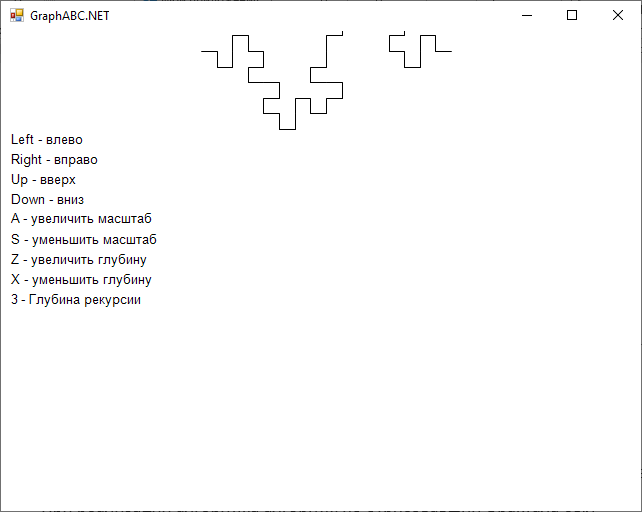 GraphABC.NET
Left - влево
Right - вправо
Up - вверх
Down - вниз
A - увеличить масштаб
S - уменьшить масштаб
Z - увеличить глубину
X - уменьшить глубину
3 - Глубина рекурсии